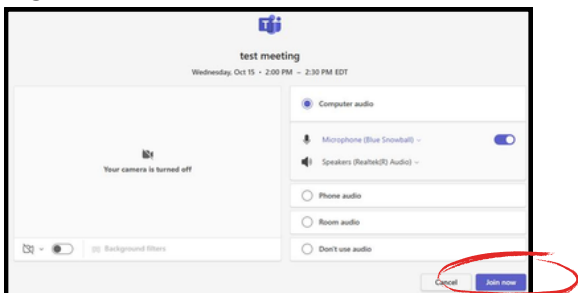 test meeting
Wednesday, Oct 15 • 2:00 PM – 2:30 PM EDT
Computer audio
Microphone (Blue Snowball)
Your camera is turned off
Speakers (Realtek(R) Audio)
Phone audio
Room audio
Background filters
Don't use audio
Cancel
Join now